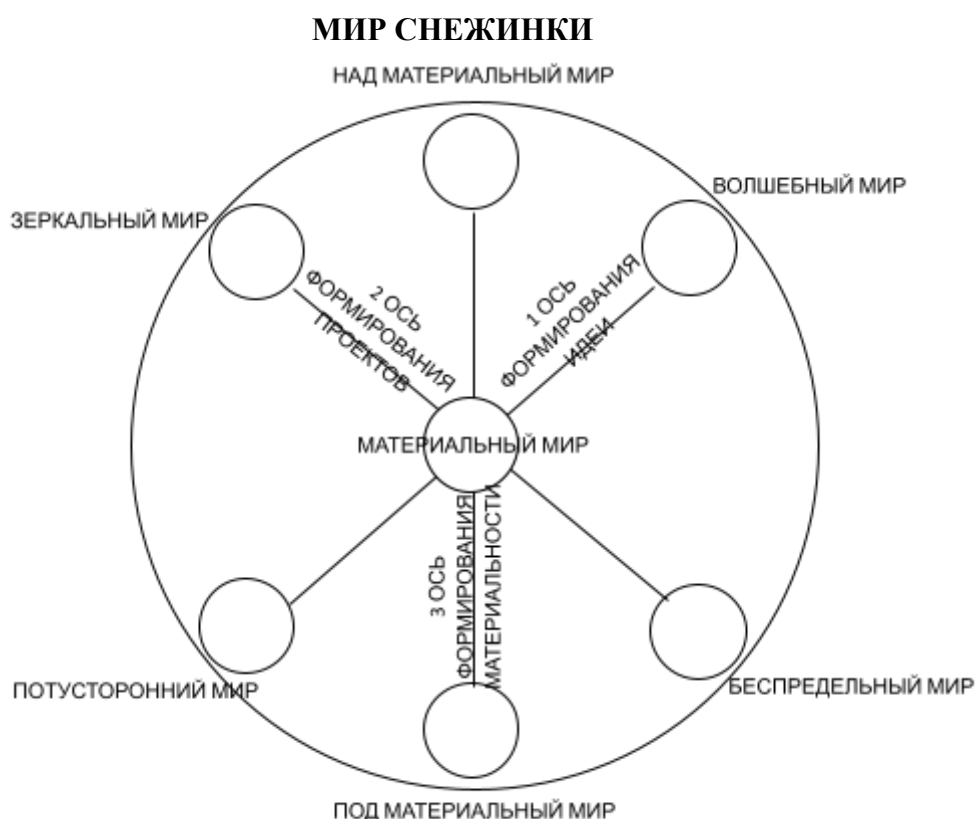 МИР СНЕЖИНКИ
НАД МАТЕРИАЛЬНЫЙ МИР
ВОЛШЕБНЫЙ МИР
ЗЕРКАЛЬНЫЙ МИР
2 ОСЬ
ФОРМИРОВАНИЯ
ПРОЕКТОВ
1 ОСЬ
ФОРМИРОВАНИЯ
ИДЕИ
МАТЕРИАЛЬНЫЙ МИР
3 ОСЬ
ФОРМИРОВАНИЯ
МАТЕРИАЛЬНОСТИ
ПОТУСТОРОННИЙ МИР
БЕСПРЕДЕЛЬНЫЙ МИР
ПОД МАТЕРИАЛЬНЫЙ МИР